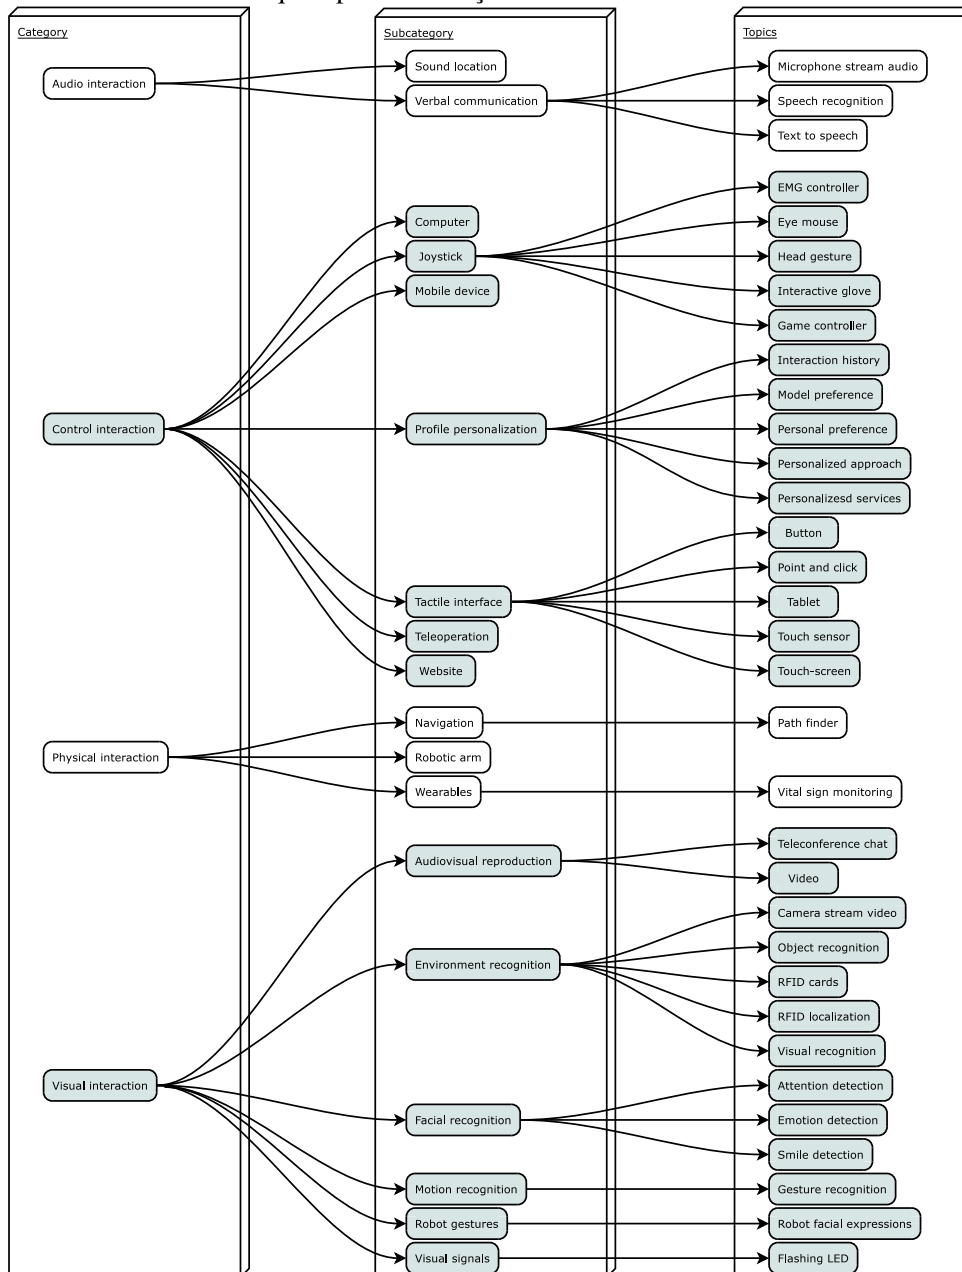 Category
Subcategory
Topics
Audio interaction
Sound location
Verbal communication
Microphone stream audio
Speech recognition
Text to speech
Control interaction
Computer
Joystick
Mobile device
Profile personalization
Tactile interface
Teleoperation
Website
EMG controller
Eye mouse
Head gesture
Interactive glove
Game controller
Interaction history
Model preference
Personal preference
Personalized approach
Personalizesd services
Button
Point and click
Tablet
Touch sensor
Touch-screen
Physical interaction
Navigation
Robotic arm
Wearables
Path finder
Vital sign monitoring
Visual interaction
Audiovisual reproduction
Environment recognition
Facial recognition
Motion recognition
Robot gestures
Visual signals
Teleconference chat
Video
Camera stream video
Object recognition
RFID cards
RFID localization
Visual recognition
Attention detection
Emotion detection
Smile detection
Gesture recognition
Robot facial expressions
Flashing LED